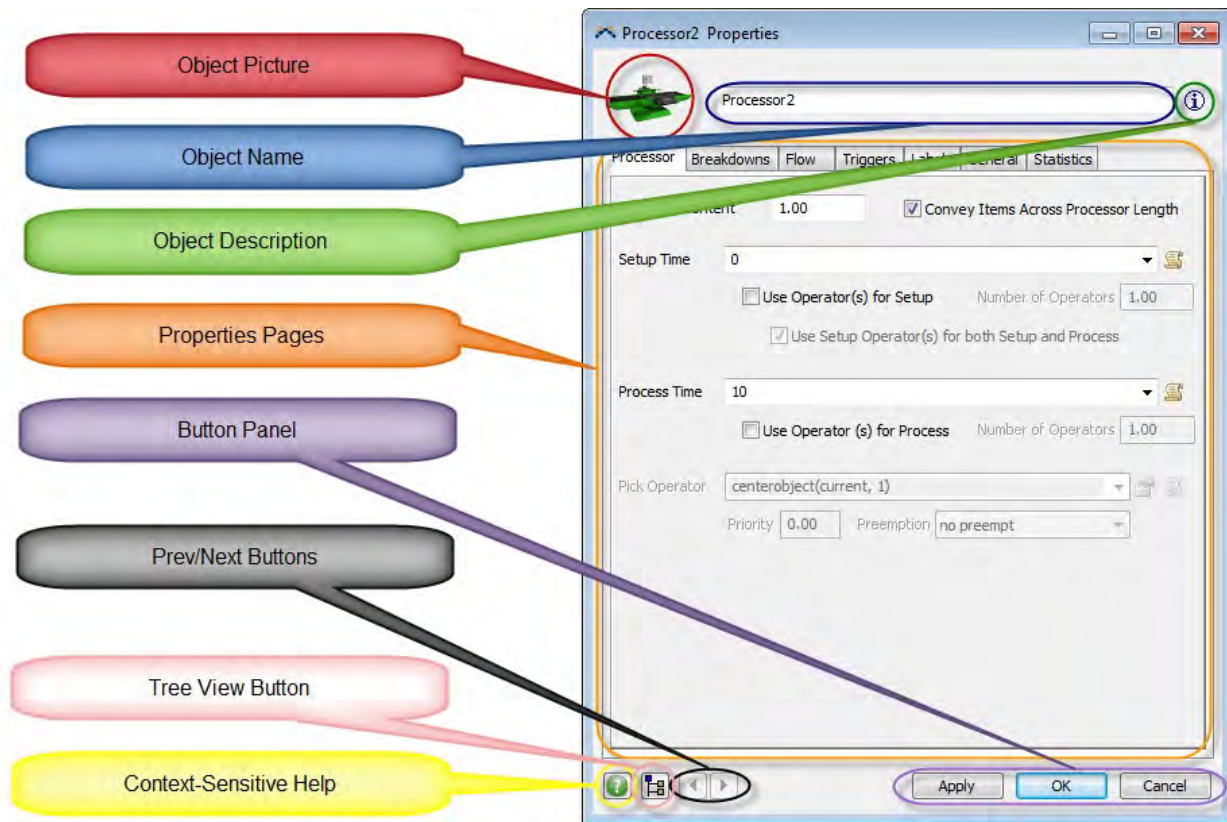 Object Picture
Object Name
Object Description
Properties Pages
Button Panel
Prev/Next Buttons
Tree View Button
Context-Sensitive Help
Processor2 Properties
Processor2
Processor Breakdowns Flow Triggers Labels General Statistics
1.00 Convey Items Across Processor Length
Setup Time 0
Use Operator(s) for Setup Number of Operators 1.00
Use Setup Operator(s) for both Setup and Process
Process Time 10
Use Operator (s) for Process Number of Operators 1.00
Pick Operator centerobject(current, 1)
Priority 0.00 Preemption no preempt
Apply OK Cancel